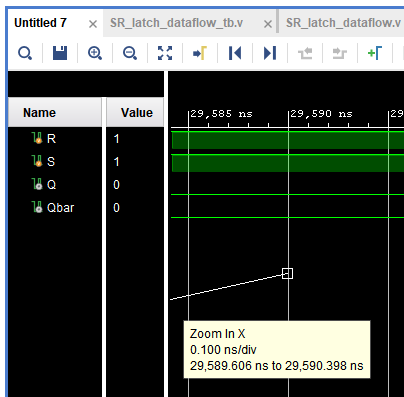 Untitled 7 SR_latch_dataflow_tb.v SR_latch_dataflow.v
Name Value
29,585 ns 29,590 ns 29
R 1
S 1
Q 0
Qbar 0
Zoom In X
0.100 ns/div
29,589.606 ns to 29,590.398 ns